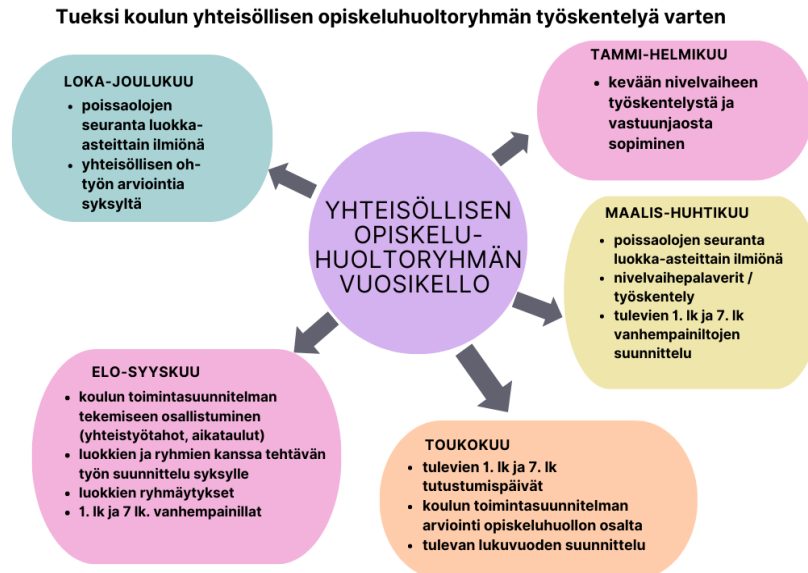 Tueksi koulun yhteisöllisen opiskeluhuoltoryhmän työskentelyä varten
LOKA-JOULUKUU
• poissaolojen
seuranta luokka-
asteittain ilmiönä
• yhteisöllisen oh-
työn arviointia
syksyltä
TAMMI-HELMIKUU
• kevään nivelvaiheen
työskentelystä ja
vastuunjaosta
sopiminen
YHTEISÖLLISEN
OPISKELU-
HUOLTORYHMÄN
VUOSIKELLO
MAALIS-HUHTIKUU
• poissaolojen seuranta
luokka-asteittain ilmiönä
• nivelvaihepalaverit /
työskentely
• tulevien 1. lk ja 7. lk
vanhempainiltojen
suunnittelu
ELO-SYYSKUU
• koulun toimintasuunnitelman
tekemiseen osallistuminen
(yhteistyötahot, aikataulut)
• luokkien ja ryhmien kanssa tehtävän
työn suunnittelu syksylle
• luokkien ryhmäytykset
• 1. lk ja 7 lk. vanhempainillat
TOUKOKUU
• tulevien 1. lk ja 7. lk
tutustumispäivät
• koulun toimintasuunnitelman
arviointi opiskeluhuollon osalta
• tulevan lukuvuoden suunnittelu